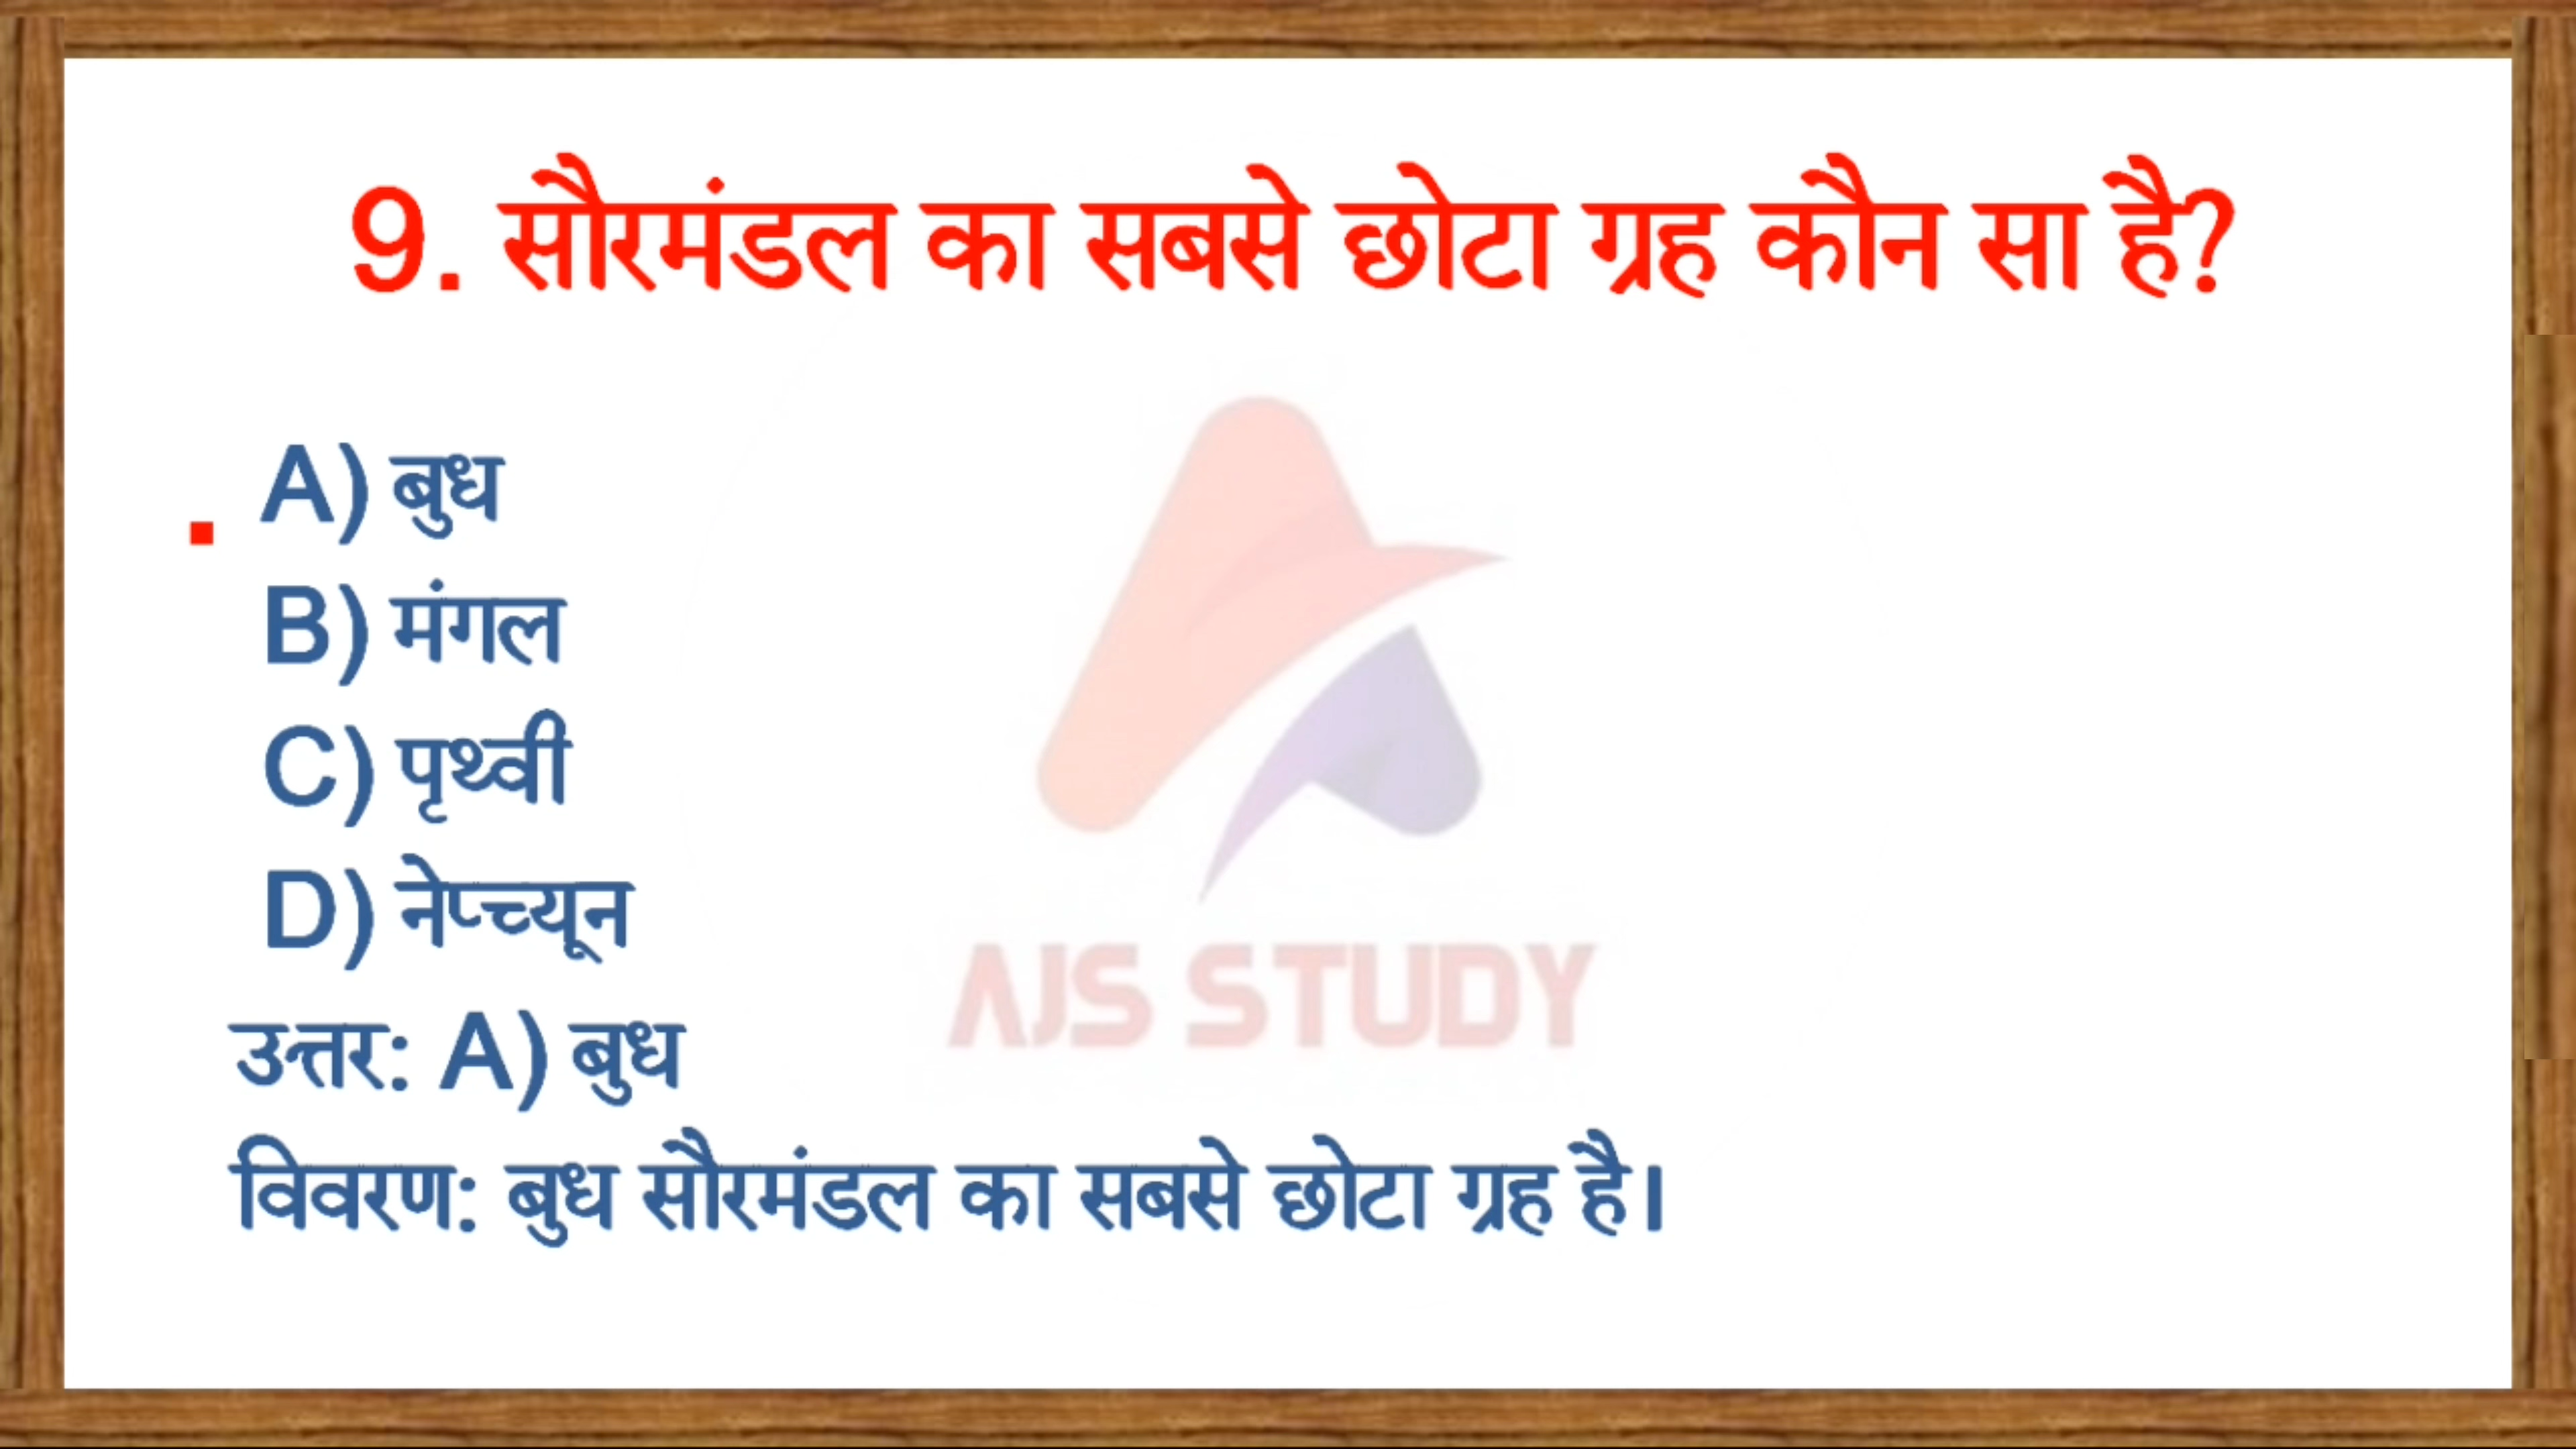 9. सौरमंडल का सबसे छोटा ग्रह कौन सा है?
A) बुध
B) मंगल
C) पृथ्वी
D) नेप्च्यून
उत्तर: A) बुध
विवरण: बुध सौरमंडल का सबसे छोटा ग्रह है।
AJS STUDY